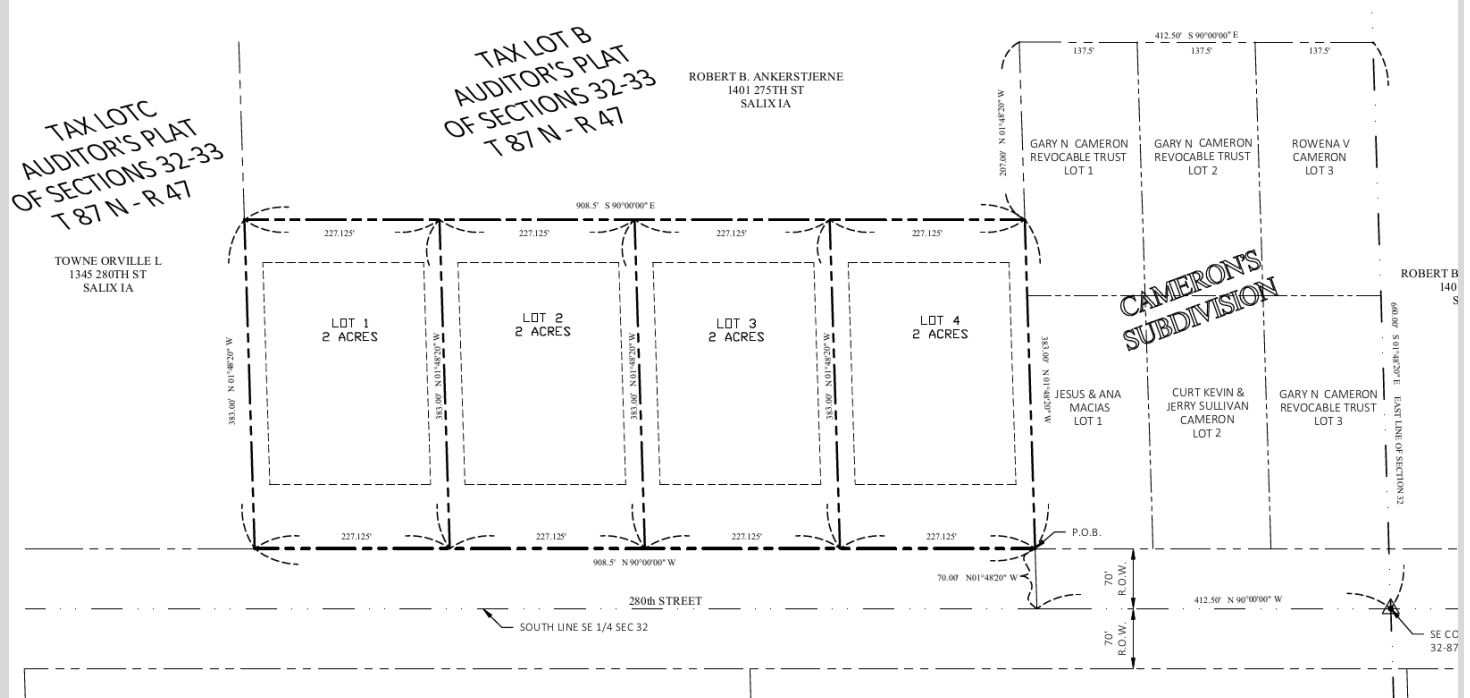 TAX LOTC
AUDITOR'S PLAT
OF SECTIONS 32-33
T 87 N - R 47
TAX LOT B
AUDITOR'S PLAT
OF SECTIONS 32-33
T 87 N - R 47
ROBERT B. ANKERSTJERNE
1401 275TH ST
SALIX IA
412.50' S 90°00'00" E
137.5'
137.5'
137.5'
207.00' N 01°48'20" W
GARY N CAMERON
REVOCABLE TRUST
LOT 1
GARY N CAMERON
REVOCABLE TRUST
LOT 2
ROWENA V
CAMERON
LOT 3
TOWNE ORVILLE L
1345 280TH ST
SALIX IA
908.5' S 90°00'00" E
227.125'
227.125'
227.125'
227.125'
CAMERON'S
SUBDIVISION
ROBERT B
140
S
LOT 1
2 ACRES
LOT 2
2 ACRES
LOT 3
2 ACRES
LOT 4
2 ACRES
383.00' N 01°48'20" W
383.00' N 01°48'20" W
383.00' N 01°48'20" W
383.00' N 01°48'20" W
383.00' N 01°48'20" W
JESUS & ANA
MACIAS
LOT 1
CURT KEVIN &
JERRY SULLIVAN
CAMERON
LOT 2
GARY N CAMERON
REVOCABLE TRUST
LOT 3
660.00' S 01°48'20" E EAST LINE OF SECTION 32
227.125'
227.125'
227.125'
227.125'
P.O.B.
908.5' N 90°00'00" W
70.00' N01°48'20" W
70'
R.O.W.
280th STREET
412.50' N 90°00'00" W
SOUTH LINE SE 1/4 SEC 32
70'
R.O.W.
SE CO
32-87